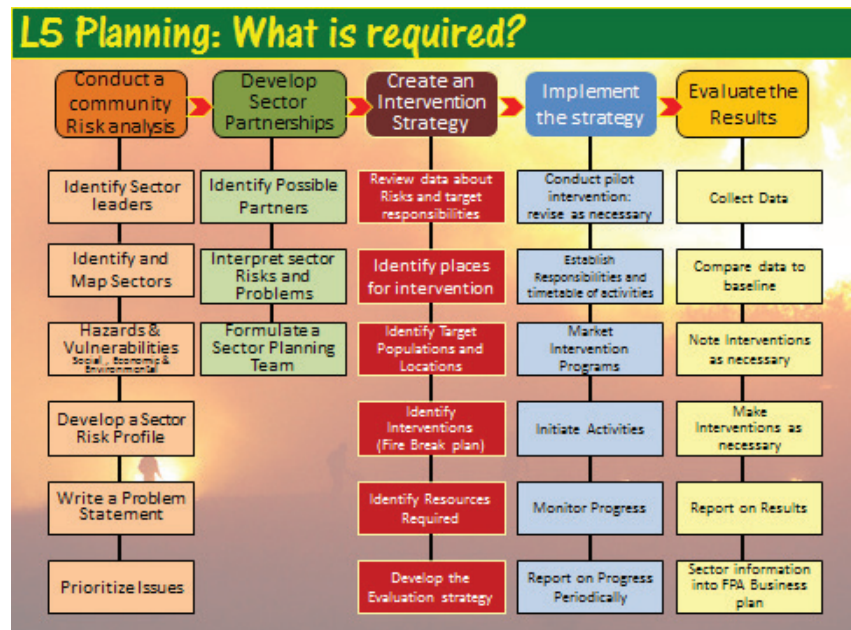 L5 Planning: What is required?
Conduct a
community
Risk analysis
Develop
Sector
Partnerships
Create an
Intervention
Strategy
Implement
the strategy
Evaluate the
Results
Identify Sector
leaders
Identify and
Map Sectors
Hazards &
Vulnerabilities
Social, Economic &
Environmental
Develop a Sector
Risk Profile
Write a Problem
Statement
Prioritize Issues
Identify Possible
Partners
Interpret sector
Risks and
Problems
Formulate a
Sector Planning
Team
Review data about
Risks and target
responsibilities
Identify places
for intervention
Identify Target
Populations and
Locations
Identify
Interventions
(Fire Break plan)
Identify Resources
Required
Develop the
Evaluation strategy
Conduct pilot
intervention:
revise as necessary
Establish
Responsibilities and
timetable of activities
Market
Intervention
Programs
Initiate Activities
Monitor Progress
Report on Progress
Periodically
Collect Data
Compare data to
baseline
Note Interventions
as necessary
Make
Interventions as
necessary
Report on Results
Sector information
into FPA Business
plan